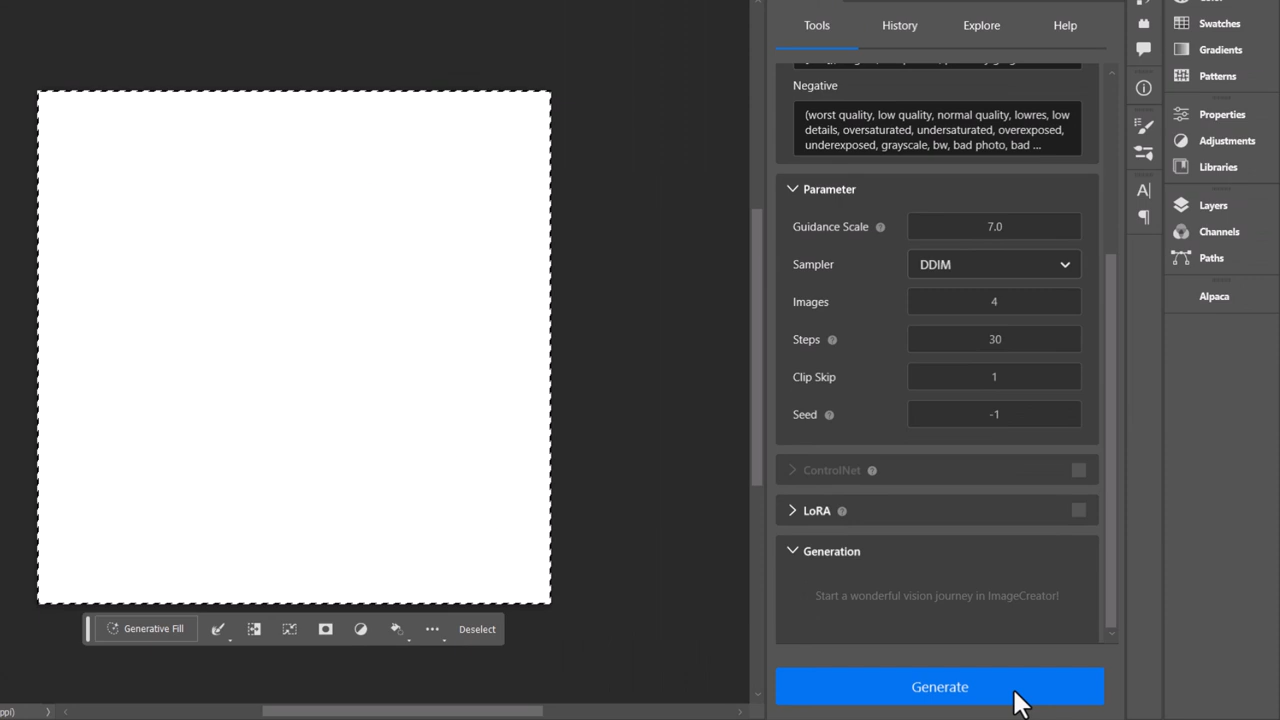 Tools
History
Explore
Help
Negative
(worst quality, low quality, normal quality, lowres, low
details, oversaturated, undersaturated, overexposed,
underexposed, grayscale, bw, bad photo, bad ...
Parameter
Guidance Scale
7.0
Sampler
DDIM
Images
4
Steps
30
Clip Skip
1
Seed
-1
ControlNet
LoRA
Generation
Start a wonderful vision journey in ImageCreator!
Generate
Swatches
Gradients
Patterns
Properties
Adjustments
Libraries
Layers
Channels
Paths
Alpaca
Generative Fill
Deselect
ppi)